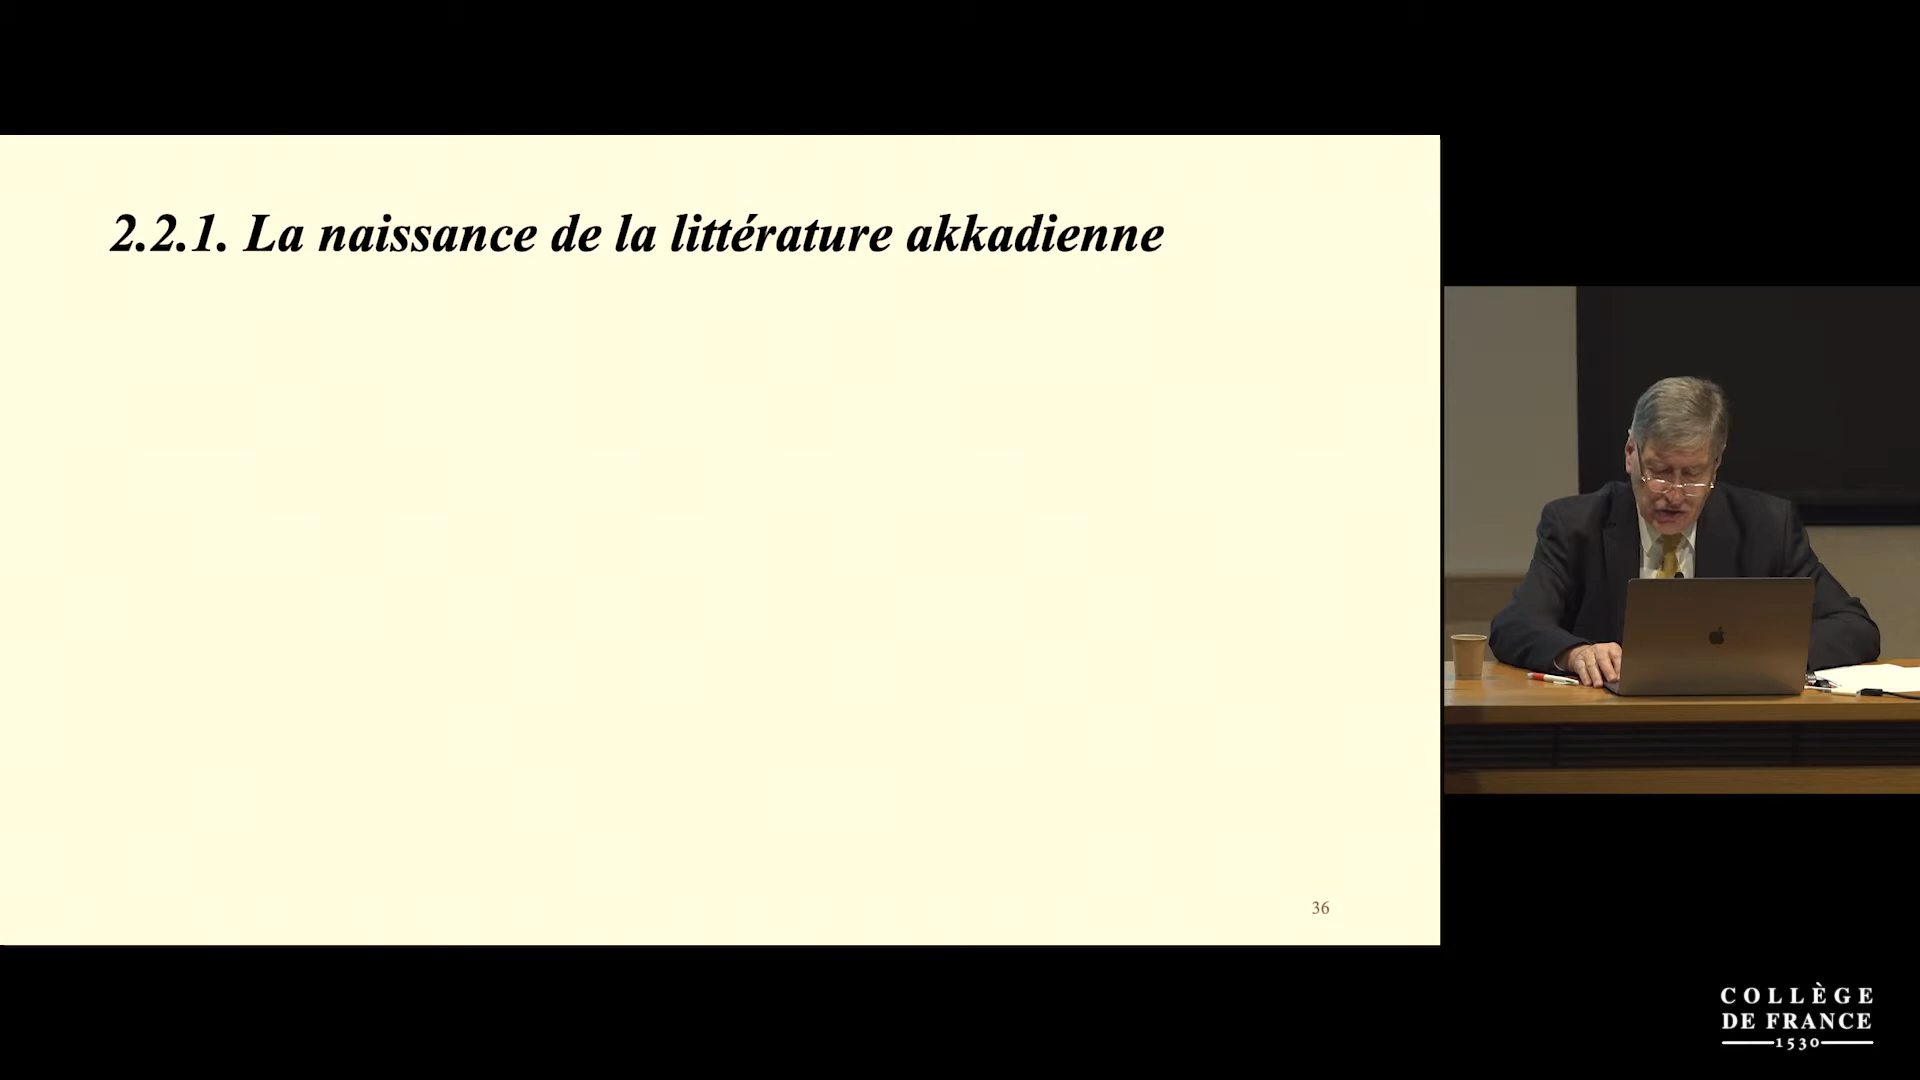 2.2.1. La naissance de la littérature akkadienne
36
COLLÈGE
DE FRANCE
1530